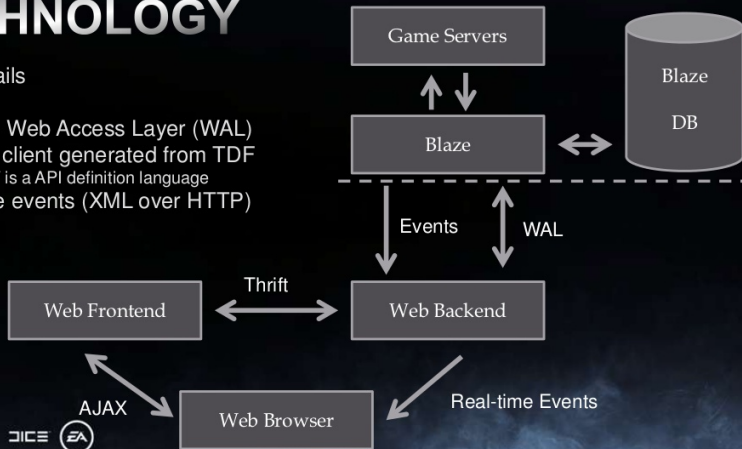 HNOLOGY
ails
Web Access Layer (WAL)
client generated from TDF
is a API definition language
e events (XML over HTTP)
Game Servers
Blaze
Blaze
DB
Events
WAL
Thrift
Web Frontend
Web Backend
AJAX
Real-time Events
Web Browser
DICE
EA